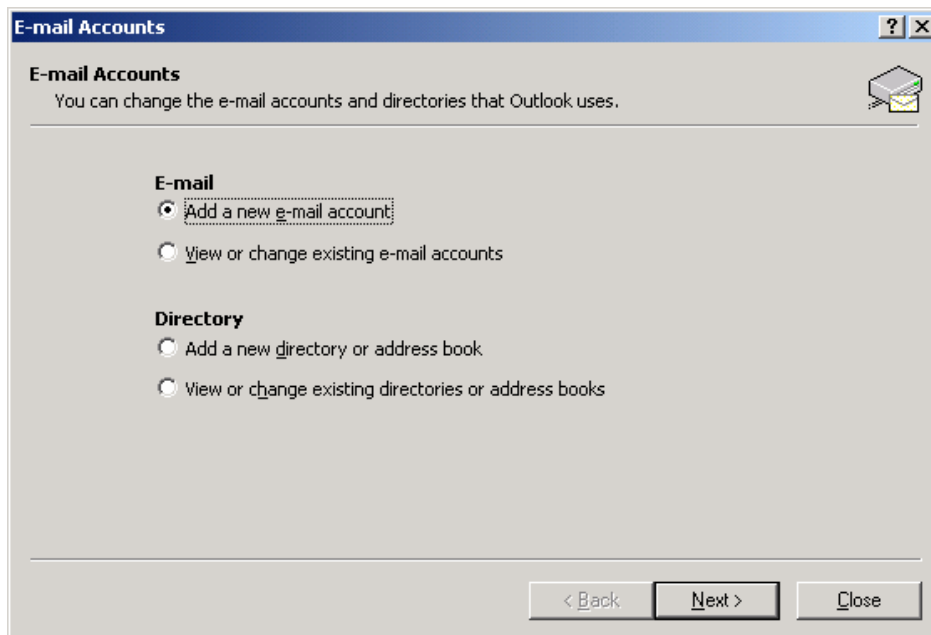 E-mail Accounts
E-mail Accounts
You can change the e-mail accounts and directories that Outlook uses.
E-mail
Add a new e-mail account
View or change existing e-mail accounts
Directory
Add a new directory or address book
View or change existing directories or address books
< Back Next > Close